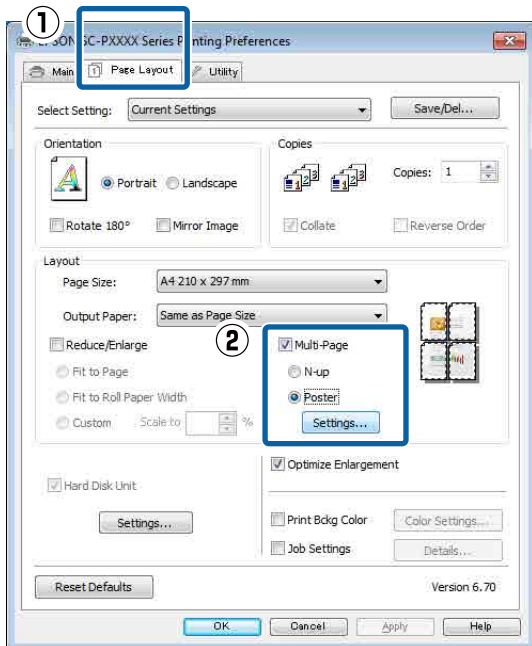 1
EPSON SC-PXXXX Series Printing Preferences
Main Page Layout Utility
Select Setting: Current Settings Save/Del...
Orientation Copies
Portrait Landscape Copies: 1
Rotate 180° Mirror Image Collate Reverse Order
Layout
Page Size: A4 210 x 297 mm
Output Paper: Same as Page Size
2
Reduce/Enlarge Multi-Page
Fit to Page N-up
Fit to Roll Paper Width Poster
Custom Scale to % Settings...
Optimize Enlargement
Hard Disk Unit
Settings... Print Bckg Color Color Settings...
Job Settings Details...
Reset Defaults Version 6.70
OK Cancel Apply Help